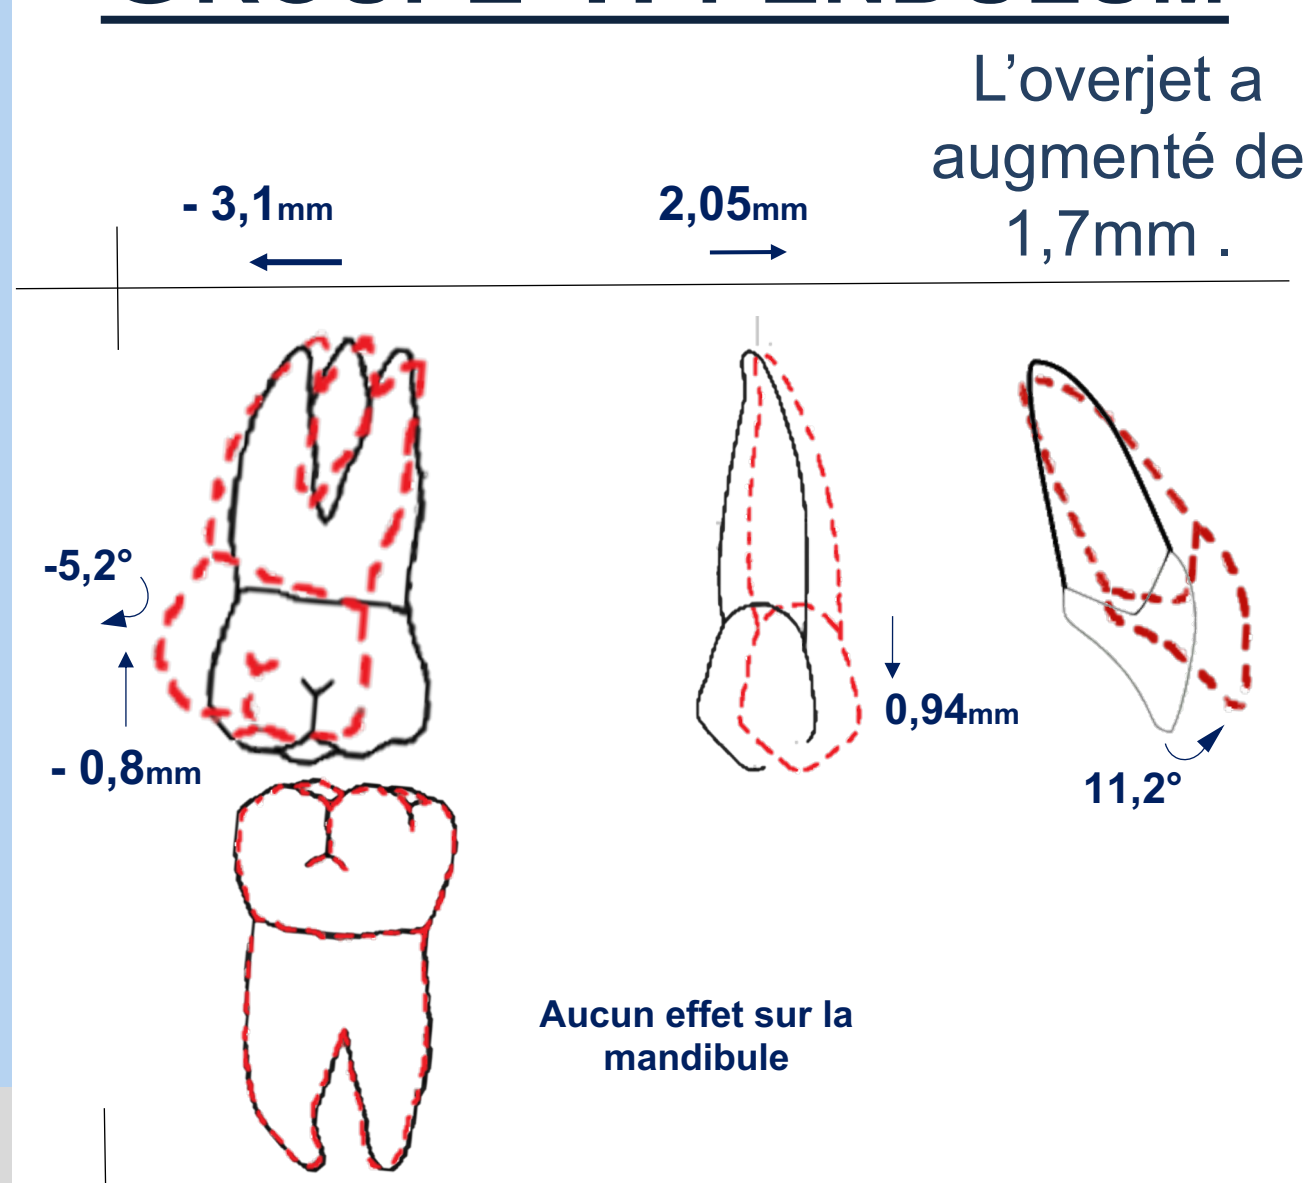 L'overjet a
augmenté de
1,7mm .
- 3,1mm
2,05mm
-5,2°
0,94mm
- 0,8mm
11,2°
Aucun effet sur la
mandibule